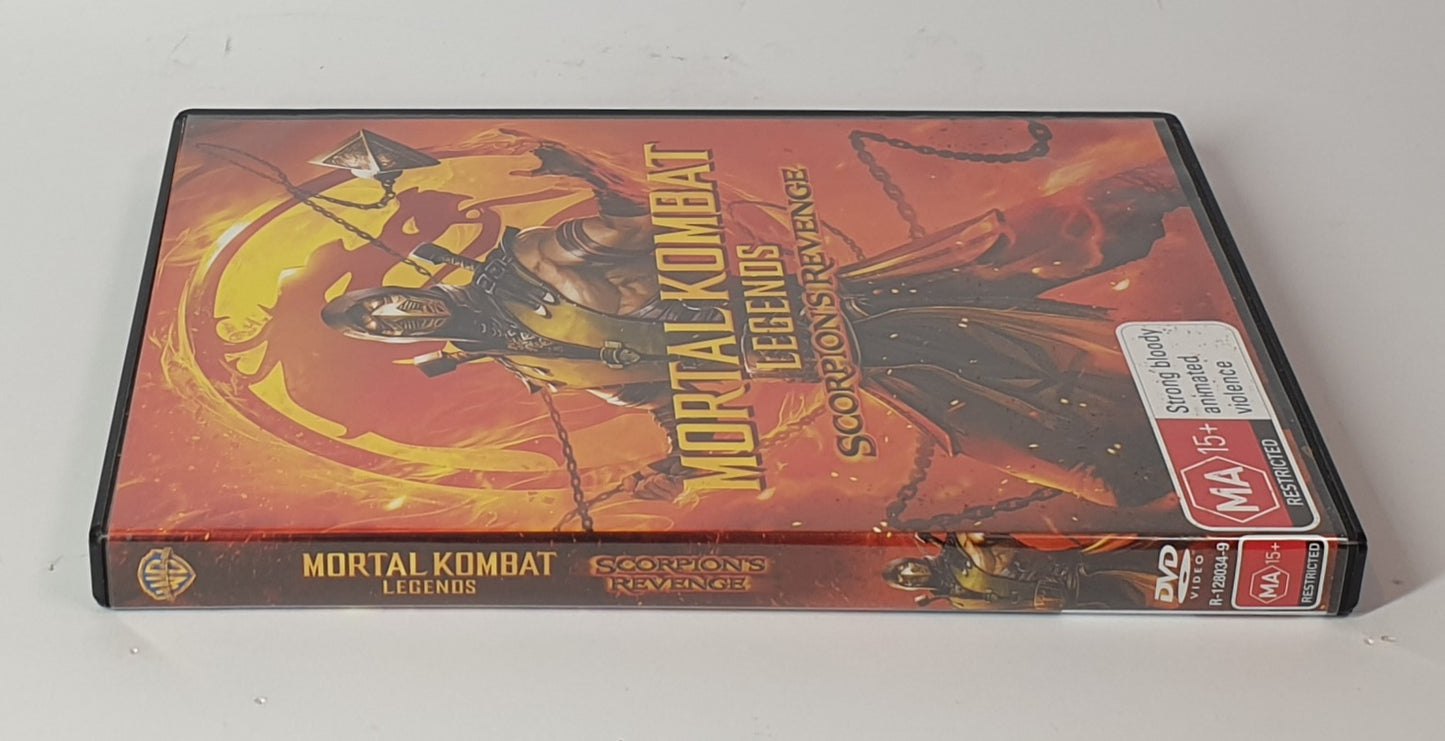 MORTAL KOMBAT
LEGENDS
SCORPION'S REVENGE
MA 15+
RESTRICTED
Strong bloody
animated
violence
WB
MORTAL KOMBAT
LEGENDS
SCORPION'S
REVENGE
DVD
VIDEO
R-128034-9
MA 15+
RESTRICTED